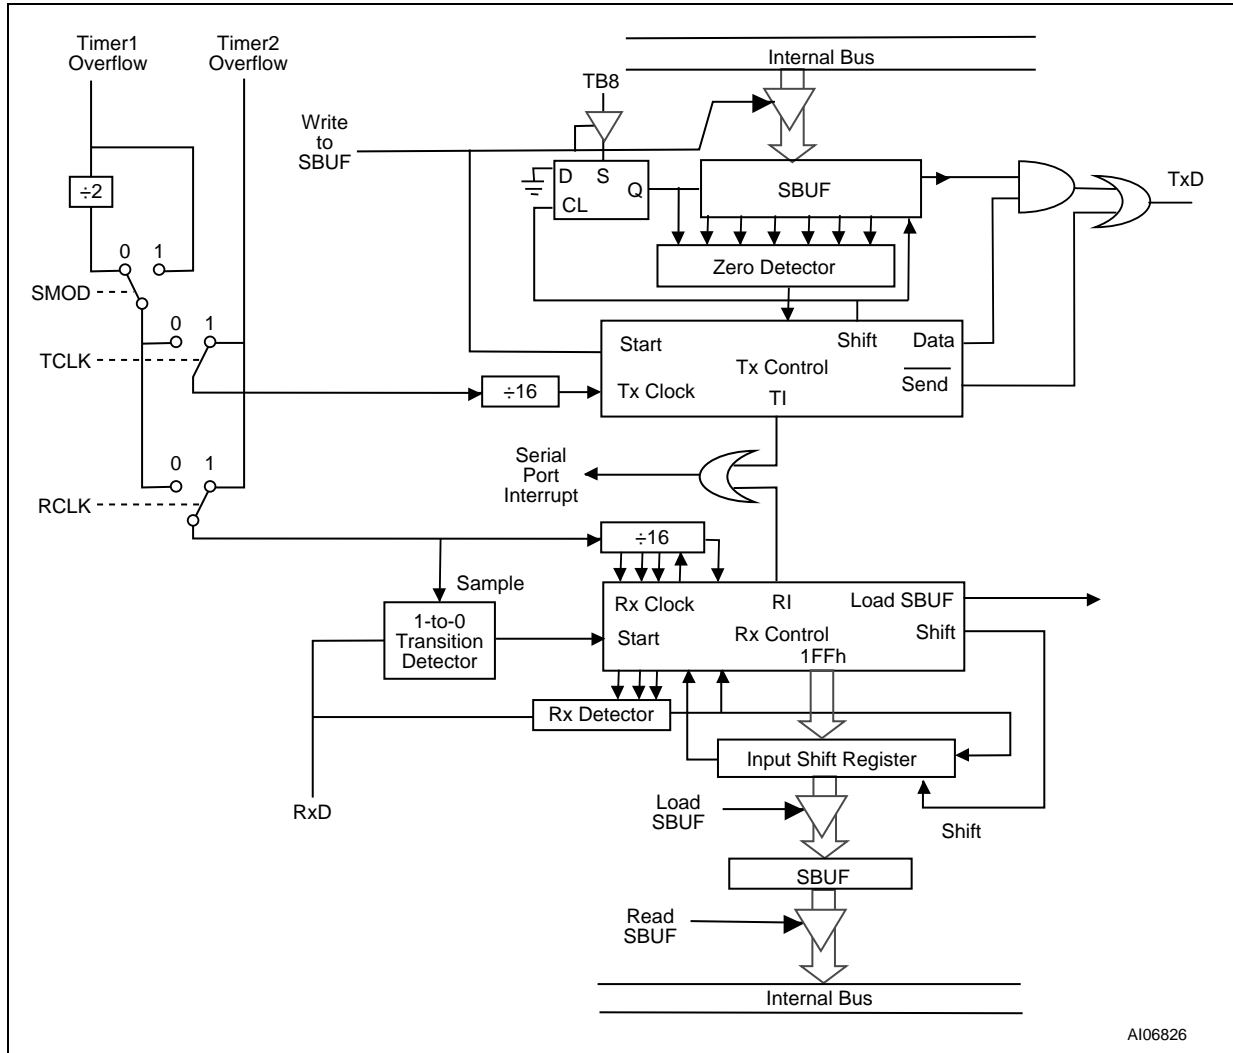 Timer1
Overflow
Timer2
Overflow
Internal Bus
TB8
Write
to
SBUF
D S
Q
CL
SBUF
TxD
÷2
Zero Detector
0 1
SMOD
0 1
TCLK
Start
Shift
Data
Tx Control
Send
Tx Clock
TI
÷16
Serial
Port
Interrupt
0 1
RCLK
÷16
Sample
Rx Clock
RI
Load SBUF
1-to-0
Transition
Detector
Start
Rx Control
Shift
1FFh
Rx Detector
Input Shift Register
RxD
Load
SBUF
Shift
SBUF
Read
SBUF
Internal Bus
AI06826